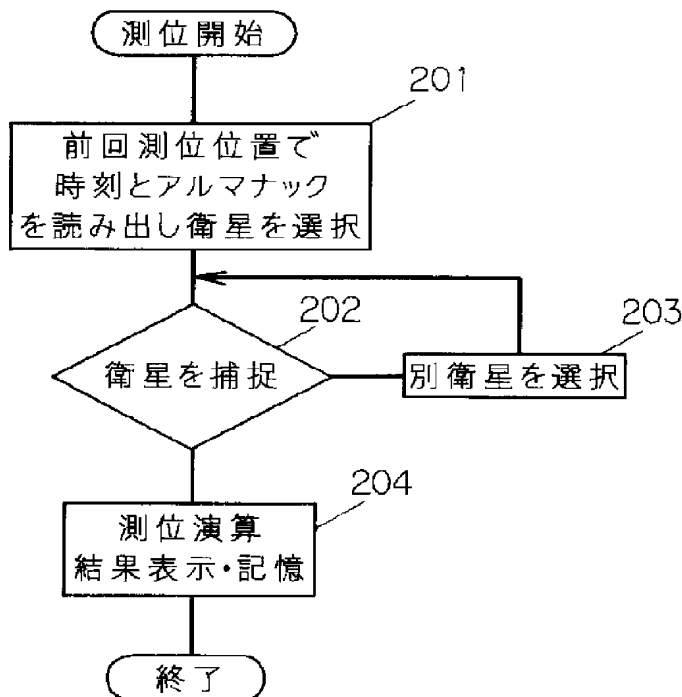 測位開始
201
前回測位位置で
時刻とアルマナック
を読み出し衛星を選択
202
衛星を捕捉
203
別衛星を選択
204
測位演算
結果表示・記憶
終了